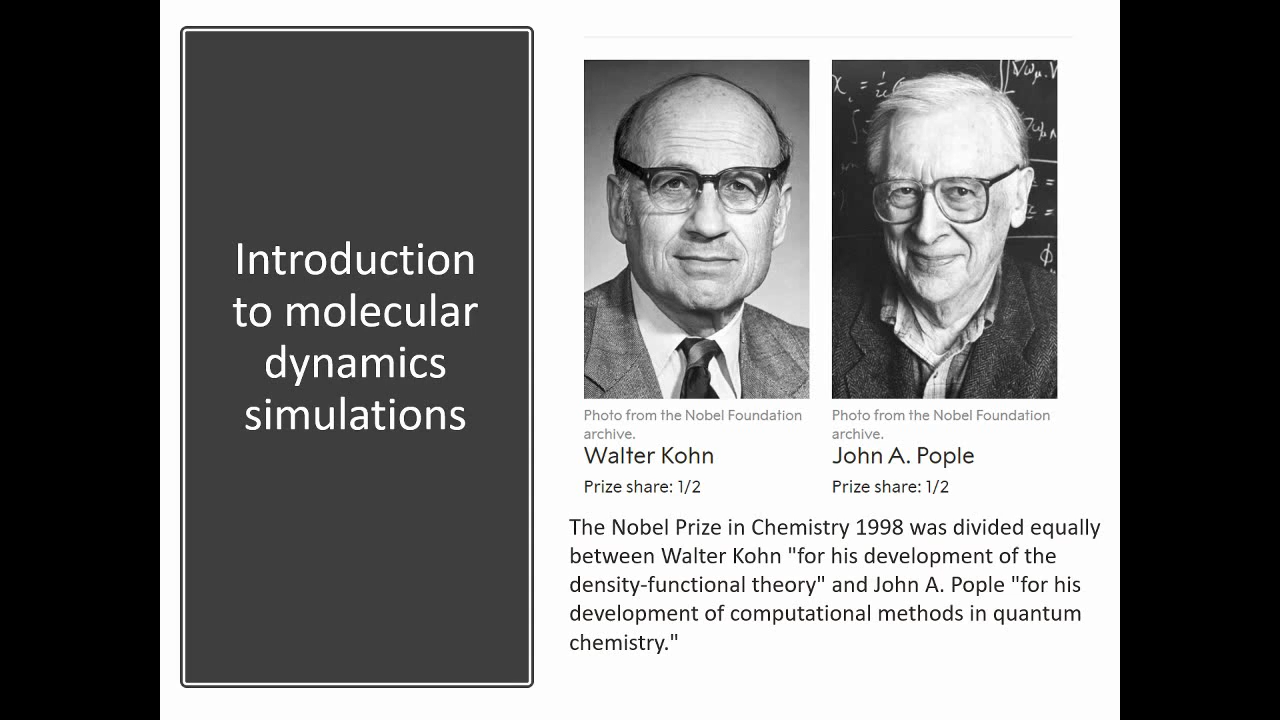 Introduction
to molecular
dynamics
simulations
Photo from the Nobel Foundation
archive.
Walter Kohn
Prize share: 1/2
Photo from the Nobel Foundation
archive.
John A. Pople
Prize share: 1/2
The Nobel Prize in Chemistry 1998 was divided equally
between Walter Kohn "for his development of the
density-functional theory" and John A. Pople "for his
development of computational methods in quantum
chemistry."